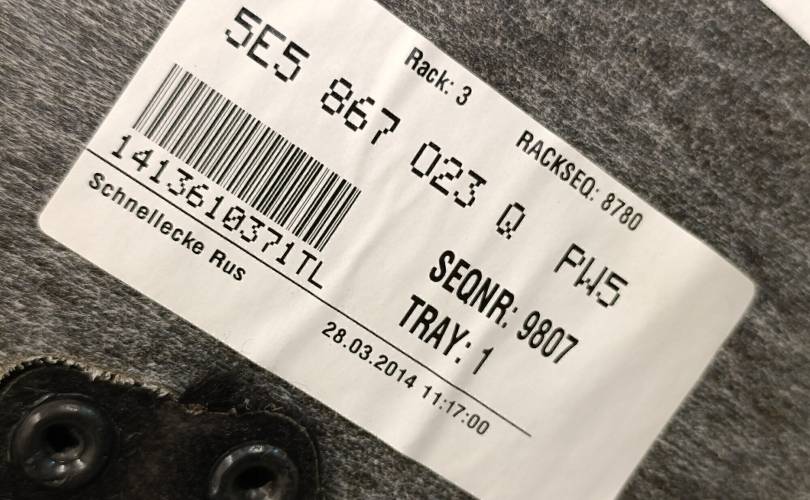 Rack: 3 RACKSEQ: 8780
5E5 867 023 Q PW5
1413610371TL
SEQNR: 9807
TRAY: 1
Schnellecke Rus 28.03.2014 11:17:00